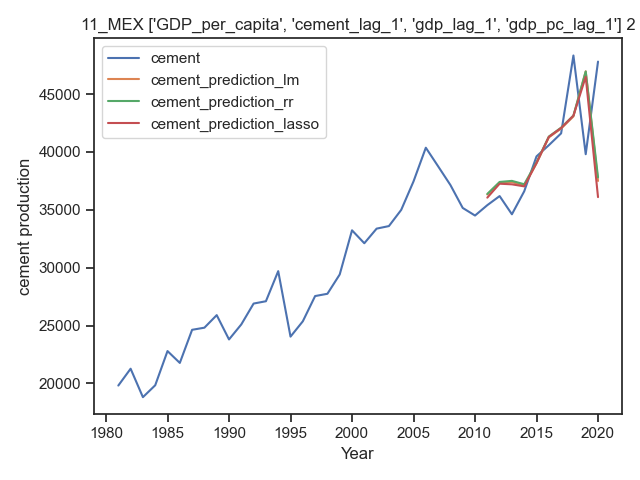 11_MEX ['GDP_per_capita', 'cement_lag_1', 'gdp_lag_1', 'gdp_pc_lag_1'] 2
cement
cement_prediction_lm
cement_prediction_rr
cement_prediction_lasso
cement production
45000
40000
35000
30000
25000
20000
1980 1985 1990 1995 2000 2005 2010 2015 2020
Year